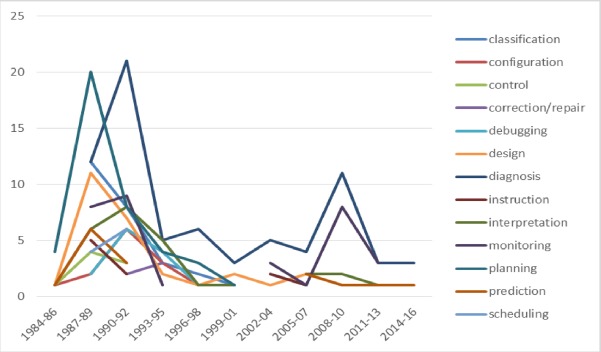 25
20
15
10
5
0
1984-86
1987-89
1990-92
1993-95
1996-98
1999-01
2002-04
2005-07
2008-10
2011-13
2014-16
classification
configuration
control
correction/repair
debugging
design
diagnosis
instruction
interpretation
monitoring
planning
prediction
scheduling